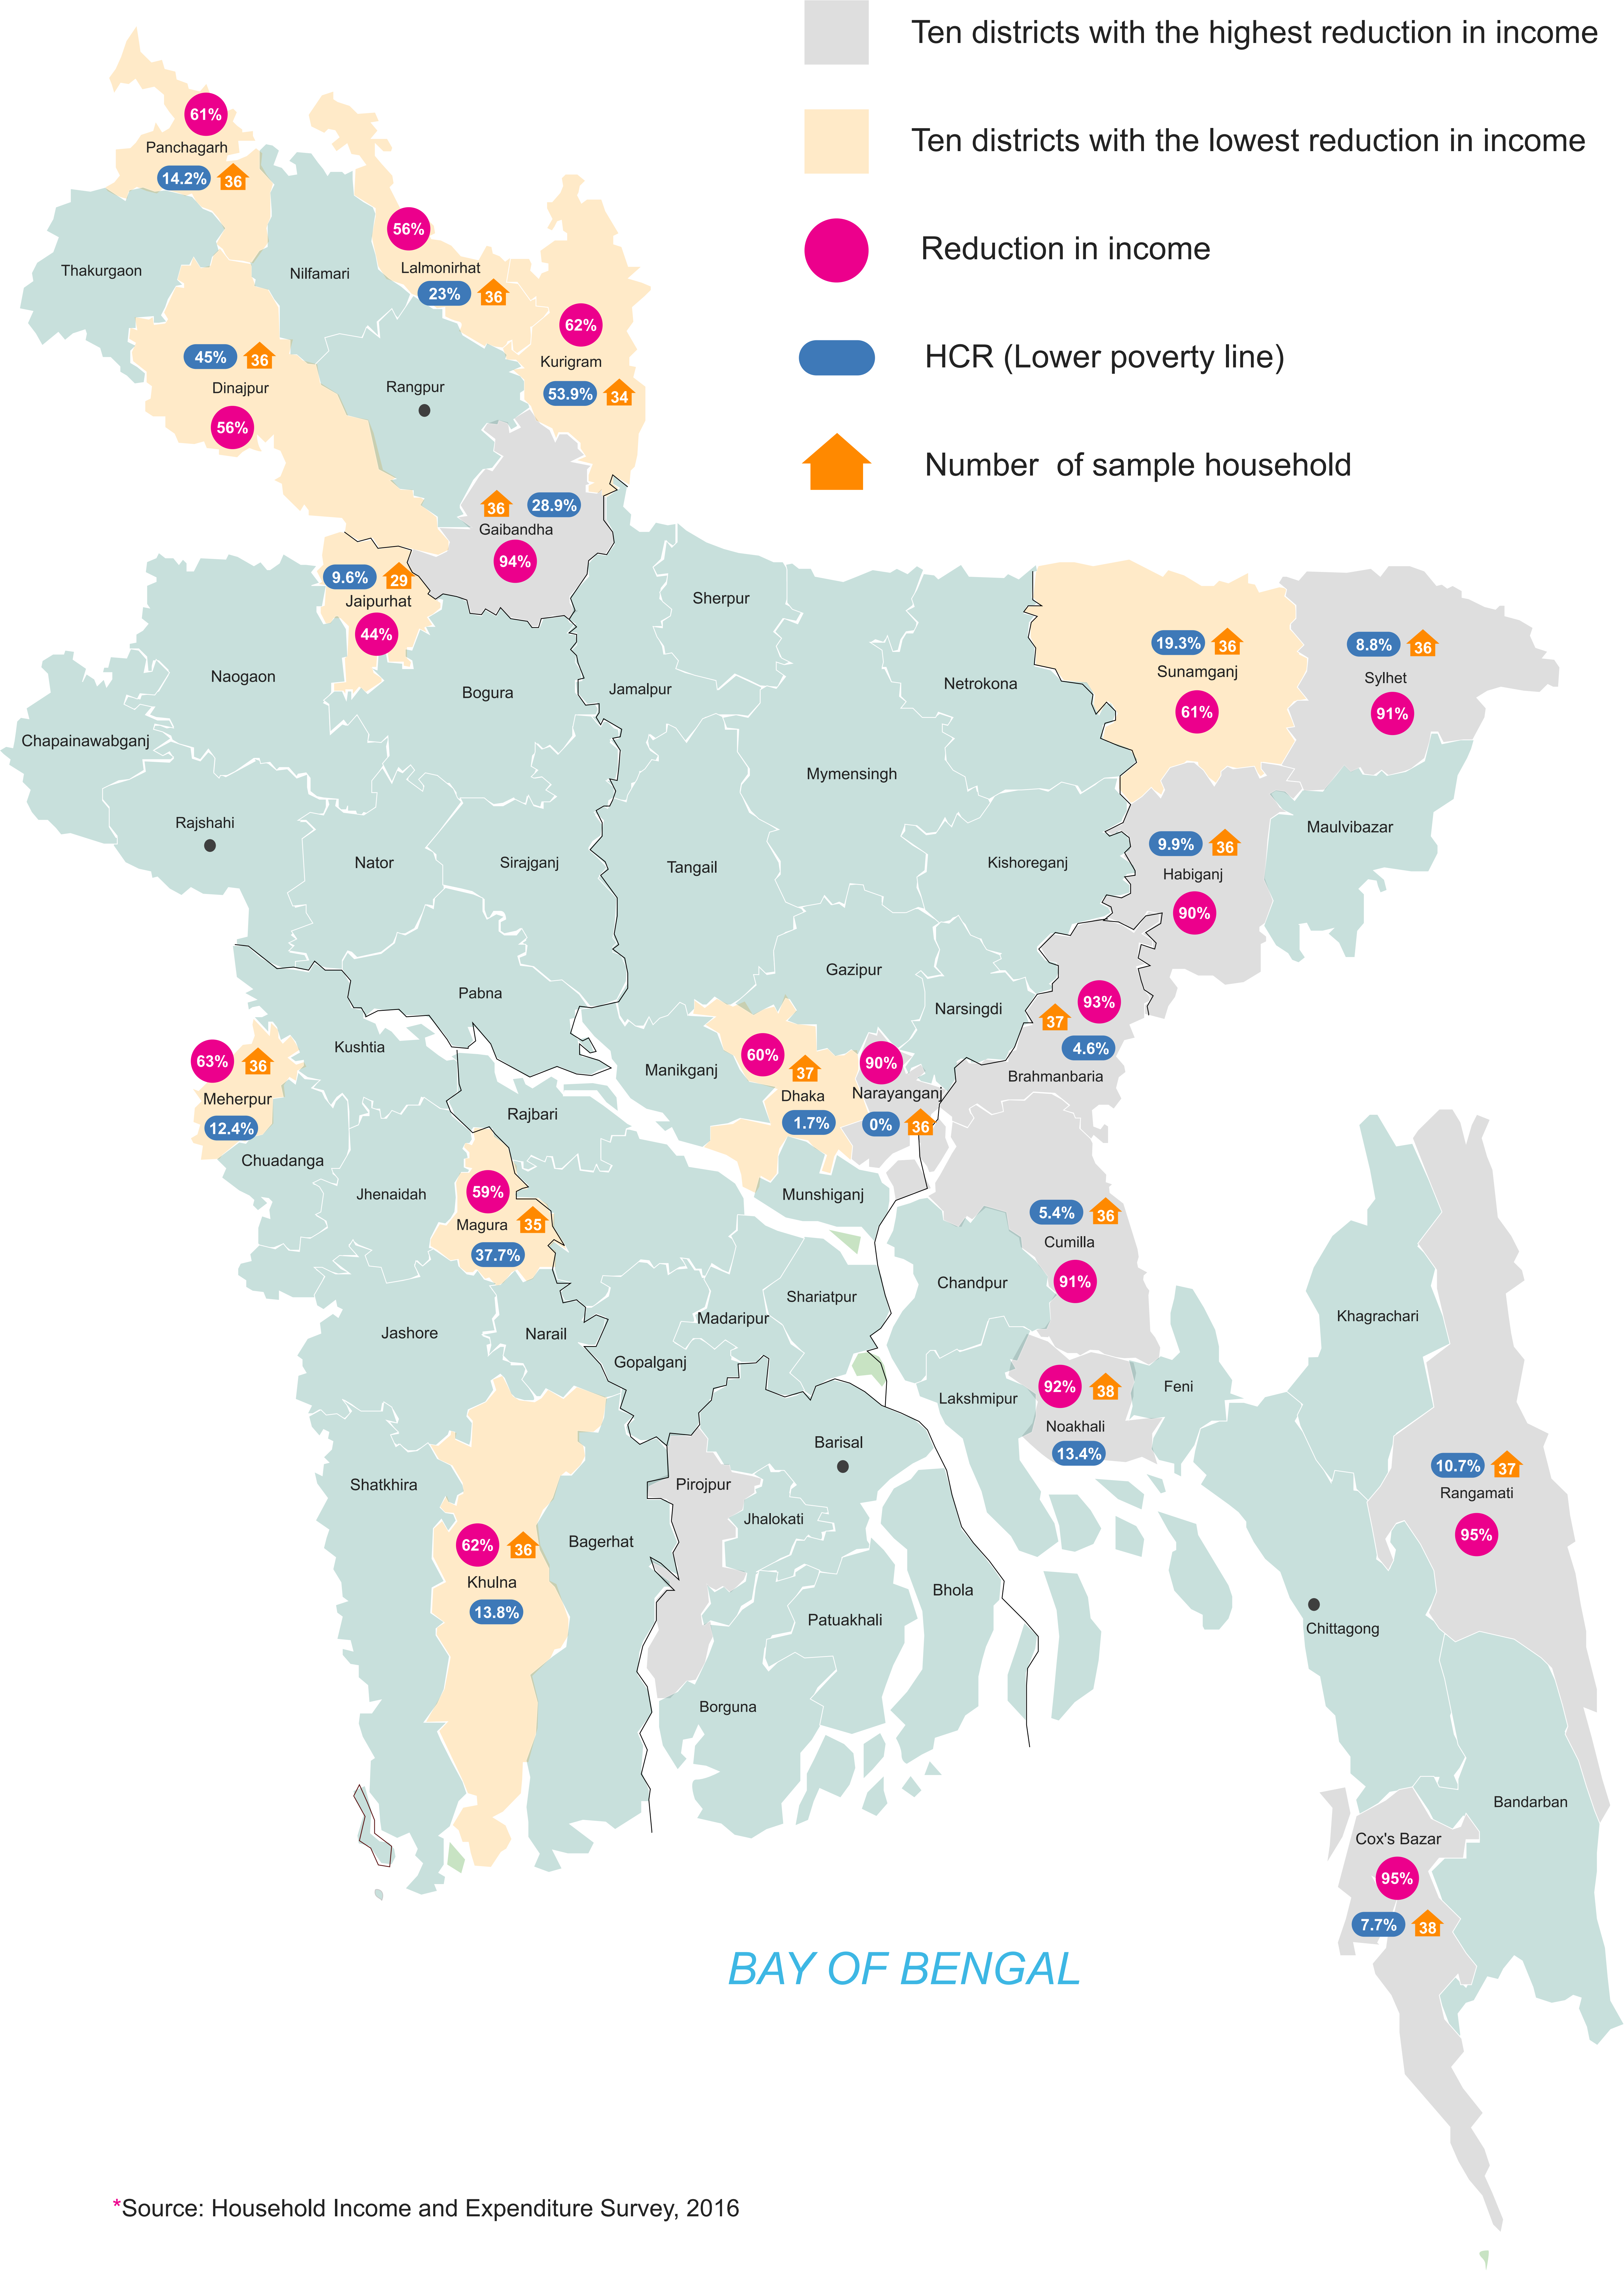 Ten districts with the highest reduction in income
Ten districts with the lowest reduction in income
Reduction in income
HCR (Lower poverty line)
Number of sample household
61%
Panchagarh
14.2% 36
Thakurgaon
Nilfamari
56%
Lalmonirhat
23% 36
62%
Kurigram
53.9% 34
45% 36
Dinajpur
56%
Rangpur
36 28.9%
Gaibandha
94%
9.6% 29
Jaipurhat
44%
Sherpur
Jamalpur
Naogaon
Bogura
Netrokona
19.3% 36
Sunamganj
61%
8.8% 36
Sylhet
91%
Chapainawabganj
Mymensingh
Rajshahi
Nator
Sirajganj
Tangail
Kishoreganj
9.9% 36
Habiganj
90%
Maulvibazar
Gazipur
Pabna
Narsingdi
93%
37
4.6%
Brahmanbaria
Kushtia
63% 36
Meherpur
12.4%
Manikganj
60%
37
Dhaka
1.7%
90%
Narayanganj
0% 36
Rajbari
Chuadanga
Jhenaidah
59%
Magura 35
37.7%
Munshiganj
5.4% 36
Cumilla
91%
Chandpur
Shariatpur
Madaripur
Khagrachari
Jashore
Narail
Gopalganj
92% 38
Noakhali
13.4%
Lakshmipur
Feni
Barisal
Shatkhira
Pirojpur
Jhalokati
10.7% 37
Rangamati
95%
62% 36
Khulna
13.8%
Bagerhat
Bhola
Patuakhali
Chittagong
Borguna
Bandarban
Cox's Bazar
95%
7.7% 38
BAY OF BENGAL
*Source: Household Income and Expenditure Survey, 2016